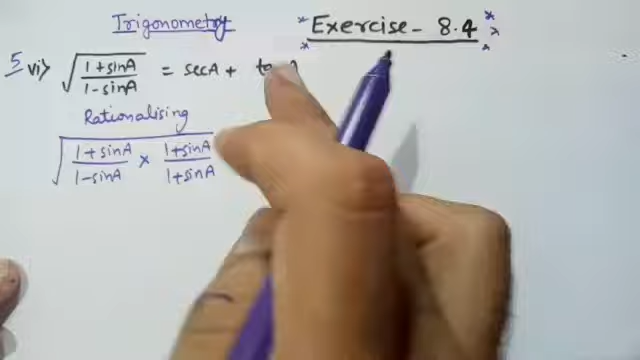 Trigonometry
* Exercise - 8.4 *
5 vi> √(1+sinA / 1-sinA) = secA +
Rationalising
√(1+sinA / 1-sinA × 1+sinA / 1+sinA)